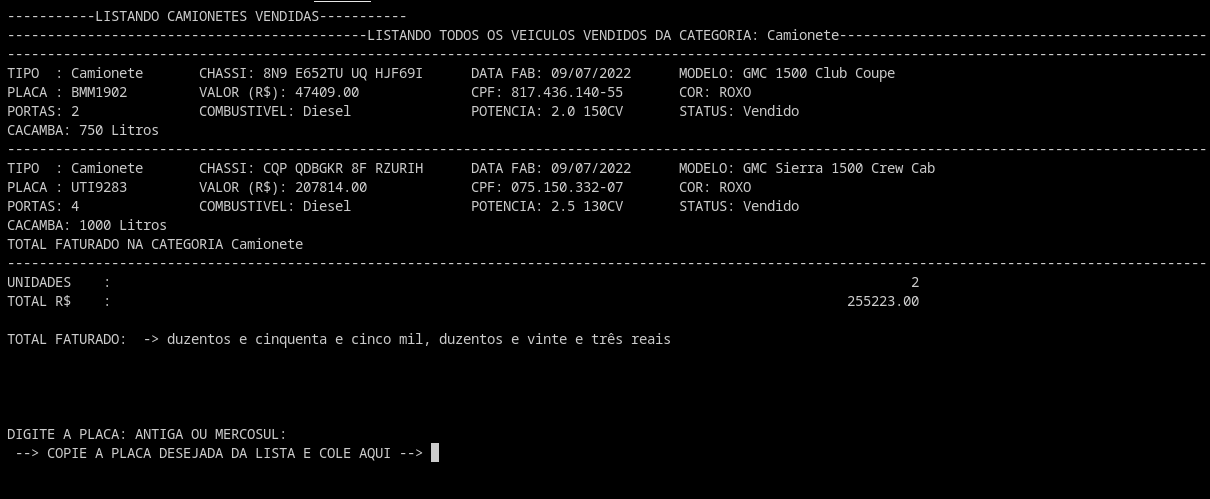 -----------LISTANDO CAMIONETES VENDIDAS-----------
---------------------------------------------LISTANDO TODOS OS VEICULOS VENDIDOS DA CATEGORIA: Camionete----------------------------------------------
------------------------------------------------------------------------------------------------------------------------------------------------------
TIPO  : Camionete       CHASSI: 8N9 E652TU UQ HJF69I      DATA FAB: 09/07/2022      MODELO: GMC 1500 Club Coupe
PLACA : BMM1902         VALOR (R$): 47409.00              CPF: 817.436.140-55       COR: ROXO
PORTAS: 2               COMBUSTIVEL: Diesel               POTENCIA: 2.0 150CV       STATUS: Vendido
CACAMBA: 750 Litros
------------------------------------------------------------------------------------------------------------------------------------------------------
TIPO  : Camionete       CHASSI: CQP QDBGKR 8F RZURIH      DATA FAB: 09/07/2022      MODELO: GMC Sierra 1500 Crew Cab
PLACA : UTI9283         VALOR (R$): 207814.00             CPF: 075.150.332-07       COR: ROXO
PORTAS: 4               COMBUSTIVEL: Diesel               POTENCIA: 2.5 130CV       STATUS: Vendido
CACAMBA: 1000 Litros
TOTAL FATURADO NA CATEGORIA Camionete
------------------------------------------------------------------------------------------------------------------------------------------------------
UNIDADES    :                                                                                                    2
TOTAL R$    :                                                                                            255223.00
TOTAL FATURADO:  -> duzentos e cinquenta e cinco mil, duzentos e vinte e três reais
DIGITE A PLACA: ANTIGA OU MERCOSUL:
 --> COPIE A PLACA DESEJADA DA LISTA E COLE AQUI -->